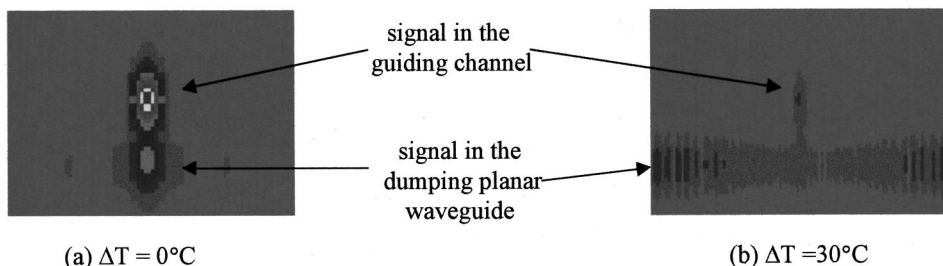 signal in the
guiding channel
signal in the
dumping planar
waveguide
(a) ΔT = 0°C
(b) ΔT =30°C